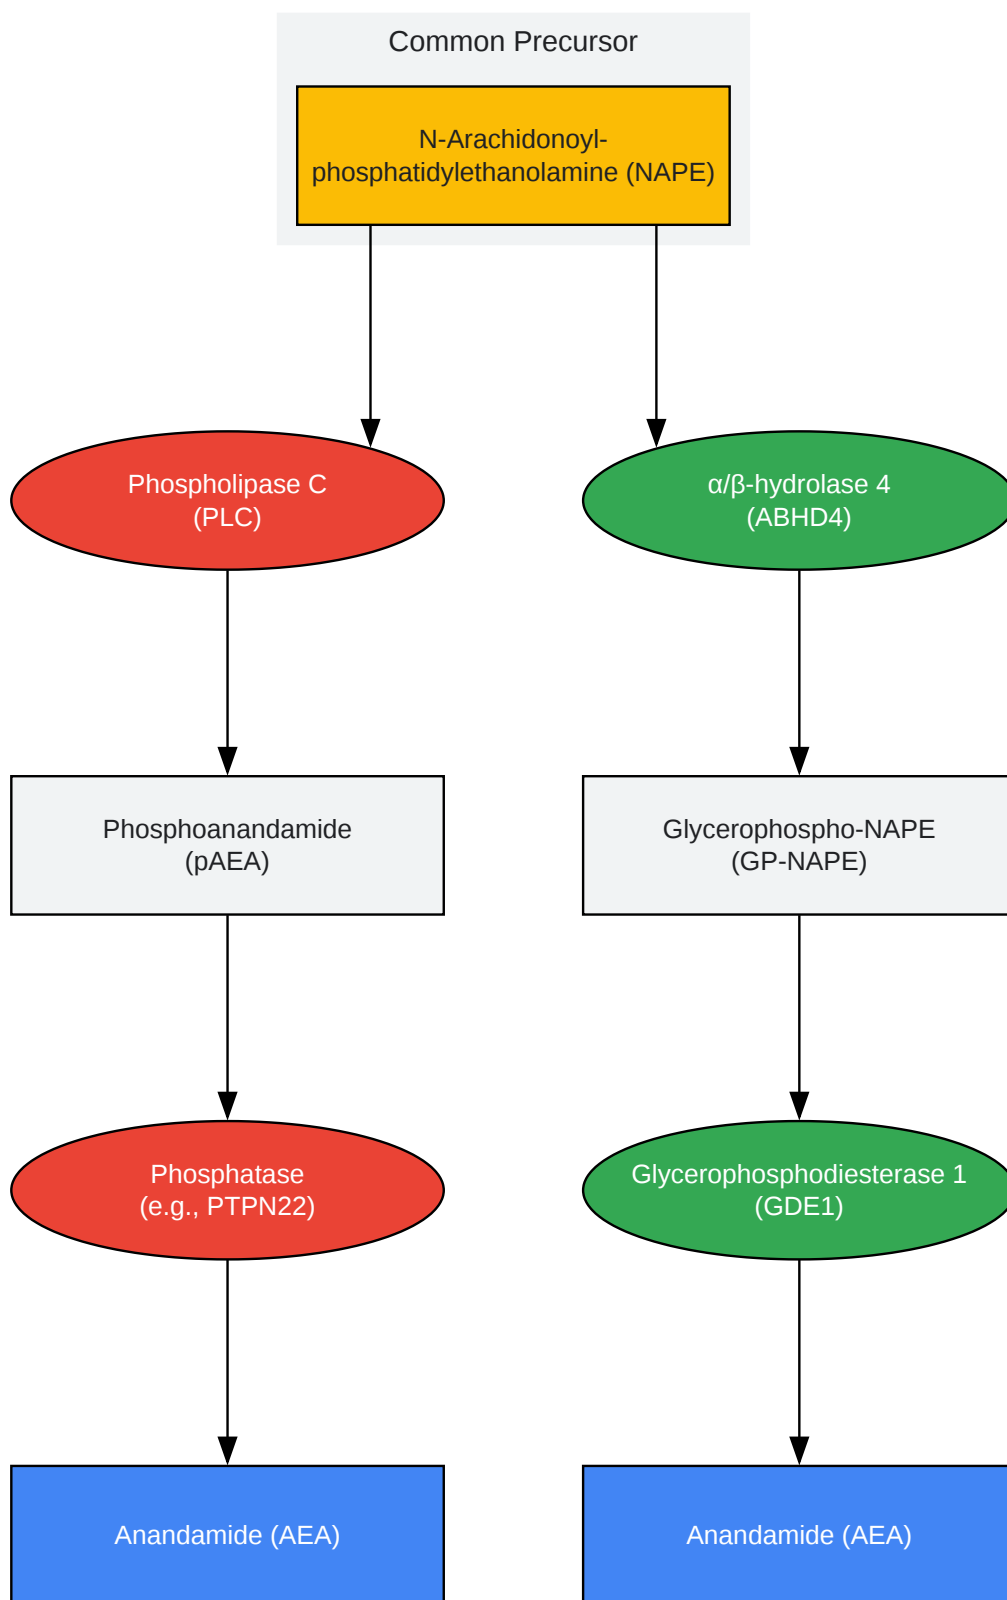 Common Precursor
N-Arachidonoyl-
phosphatidylethanolamine (NAPE)
Phospholipase C
(PLC)
α/β-hydrolase 4
(ABHD4)
Phosphoanandamide
(pAEA)
Glycerophospho-NAPE
(GP-NAPE)
Phosphatase
(e.g., PTPN22)
Glycerophosphodiesterase 1
(GDE1)
Anandamide (AEA)
Anandamide (AEA)